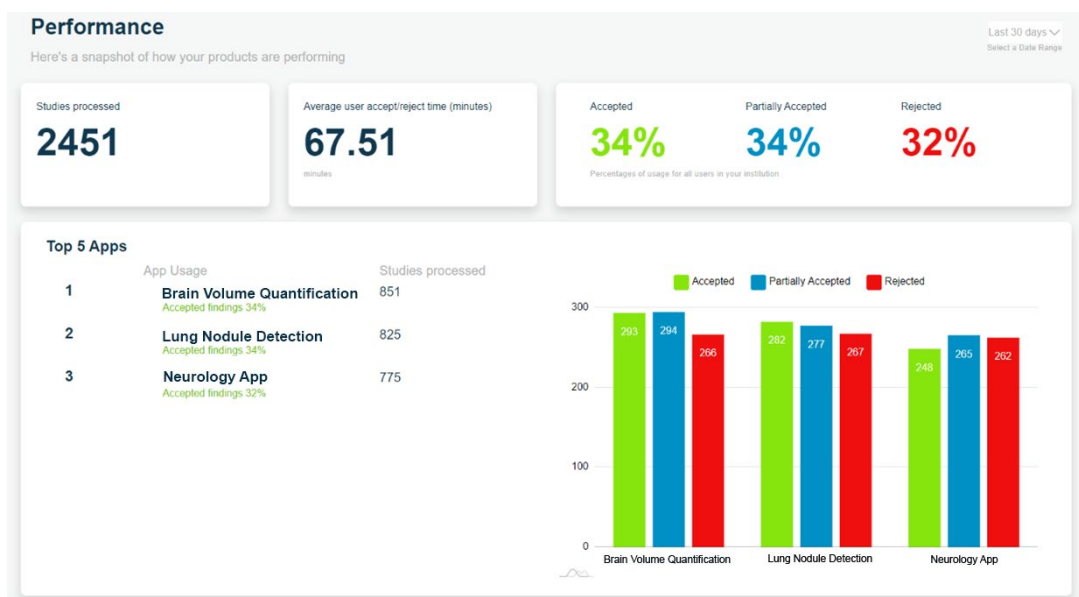 Performance
Here's a snapshot of how your products are performing
Last 30 days
Select a Date Range
Studies processed
2451
Average user accept/reject time (minutes)
67.51
minutes
Accepted
Partially Accepted
Rejected
34%
34%
32%
Percentages of usage for all users in your institution
Top 5 Apps
App Usage
Studies processed
1
Brain Volume Quantification
851
Accepted findings 34%
2
Lung Nodule Detection
825
Accepted findings 34%
3
Neurology App
775
Accepted findings 32%
Accepted
Partially Accepted
Rejected
300
200
100
0
293
294
266
282
277
267
248
265
262
Brain Volume Quantification
Lung Nodule Detection
Neurology App